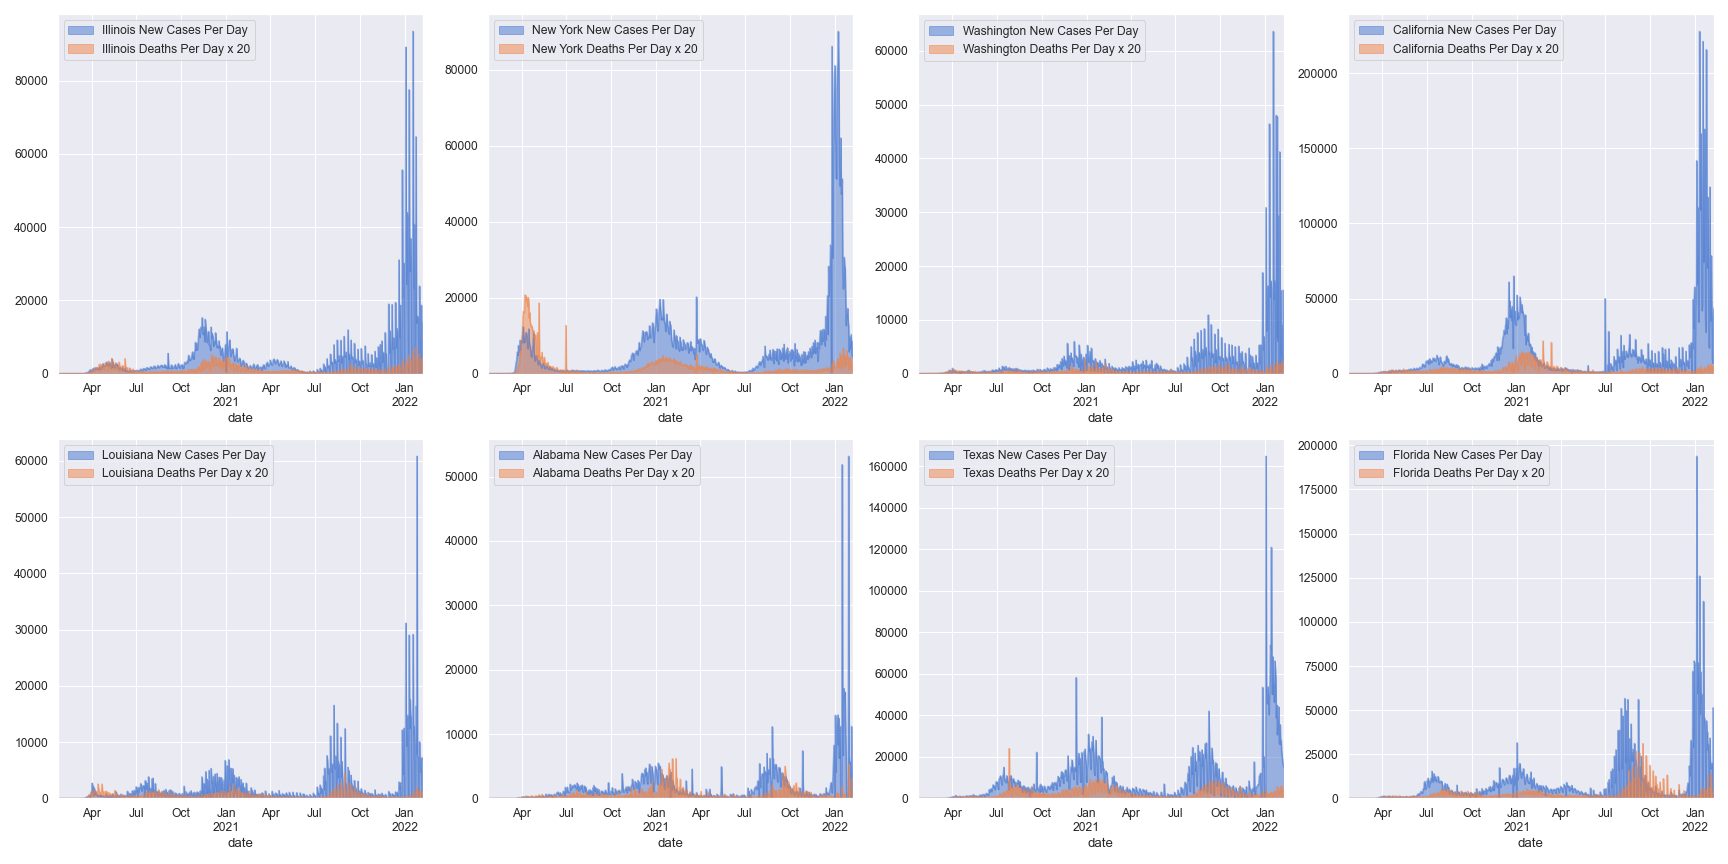 Illinois New Cases Per Day
Illinois Deaths Per Day x 20
80000
60000
40000
20000
0
Apr Jul Oct Jan Apr Jul Oct Jan
2021 2022
date
New York New Cases Per Day
New York Deaths Per Day x 20
80000
60000
40000
20000
0
Apr Jul Oct Jan Apr Jul Oct Jan
2021 2022
date
Washington New Cases Per Day
Washington Deaths Per Day x 20
60000
50000
40000
30000
20000
10000
0
Apr Jul Oct Jan Apr Jul Oct Jan
2021 2022
date
California New Cases Per Day
California Deaths Per Day x 20
200000
150000
100000
50000
0
Apr Jul Oct Jan Apr Jul Oct Jan
2021 2022
date
Louisiana New Cases Per Day
Louisiana Deaths Per Day x 20
60000
50000
40000
30000
20000
10000
0
Apr Jul Oct Jan Apr Jul Oct Jan
2021 2022
date
Alabama New Cases Per Day
Alabama Deaths Per Day x 20
50000
40000
30000
20000
10000
0
Apr Jul Oct Jan Apr Jul Oct Jan
2021 2022
date
Texas New Cases Per Day
Texas Deaths Per Day x 20
160000
140000
120000
100000
80000
60000
40000
20000
0
Apr Jul Oct Jan Apr Jul Oct Jan
2021 2022
date
Florida New Cases Per Day
Florida Deaths Per Day x 20
200000
175000
150000
125000
100000
75000
50000
25000
0
Apr Jul Oct Jan Apr Jul Oct Jan
2021 2022
date